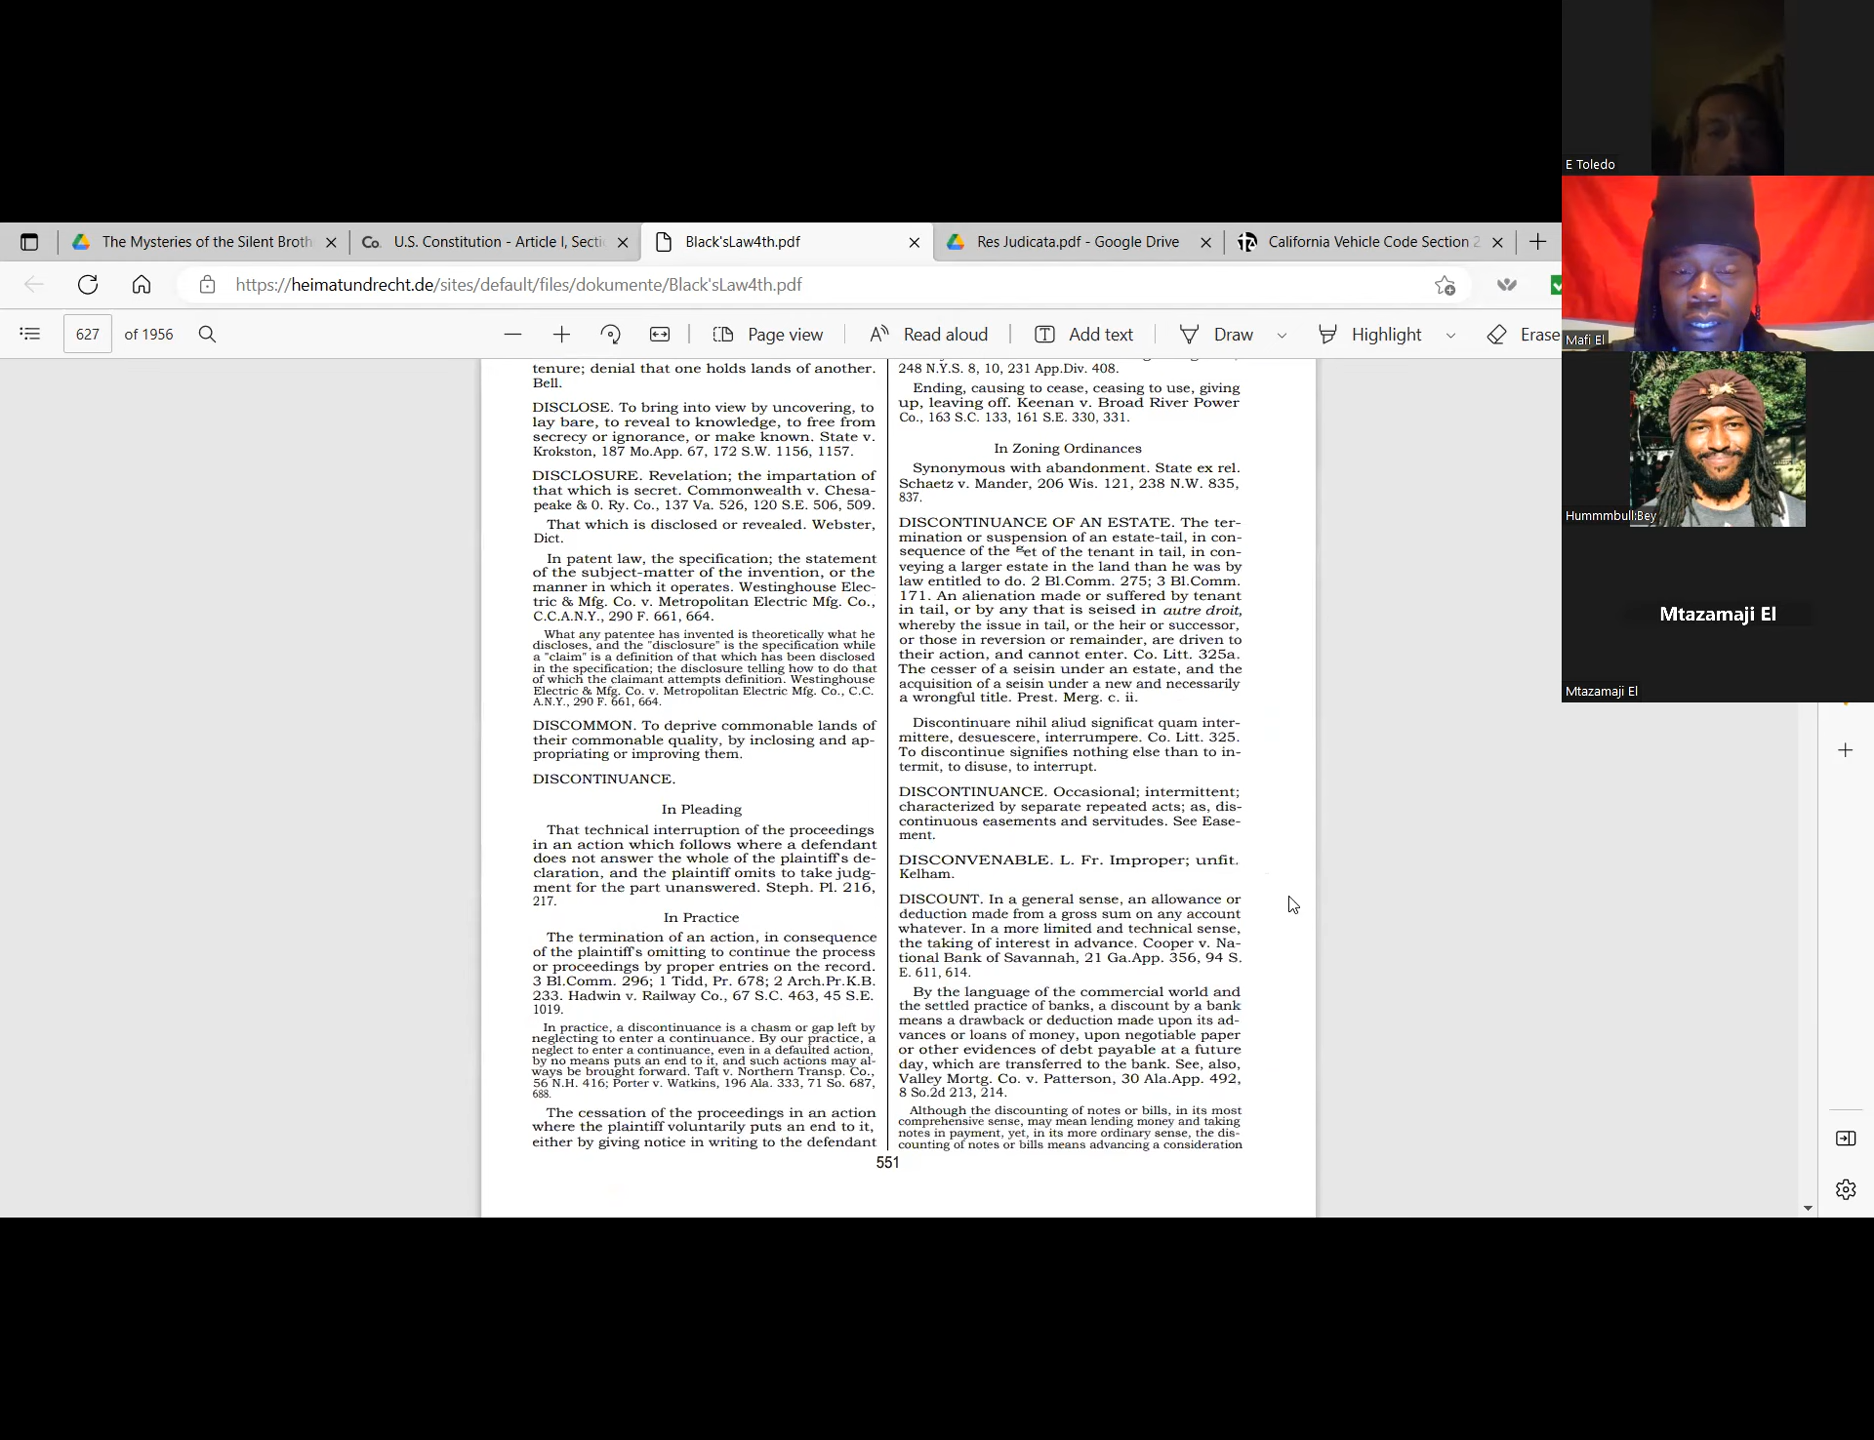 E Toledo
Mafi El
Hummmbull:Bey
Mtazamaji El
Mtazamaji El
The Mysteries of the Silent Broth
Co. U.S. Constitution - Article I, Secti
Black'sLaw4th.pdf
Res Judicata.pdf - Google Drive
California Vehicle Code Section 2
https://heimatundrecht.de/sites/default/files/dokumente/Black'sLaw4th.pdf
627 of 1956
Page view
Read aloud
Add text
Draw
Highlight
Erase
tenure; denial that one holds lands of another.
Bell.
DISCLOSE. To bring into view by uncovering, to
lay bare, to reveal to knowledge, to free from
secrecy or ignorance, or make known. State v.
Krokston, 187 Mo.App. 67, 172 S.W. 1156, 1157.
DISCLOSURE. Revelation; the impartation of
that which is secret. Commonwealth v. Chesa-
peake & 0. Ry. Co., 137 Va. 526, 120 S.E. 506, 509.
That which is disclosed or revealed. Webster,
Dict.
In patent law, the specification; the statement
of the subject-matter of the invention, or the
manner in which it operates. Westinghouse Elec-
tric & Mfg. Co. v. Metropolitan Electric Mfg. Co.,
C.C.A.N.Y., 290 F. 661, 664.
What any patentee has invented is theoretically what he
discloses, and the "disclosure" is the specification while
a "claim" is a definition of that which has been disclosed
in the specification; the disclosure telling how to do that
of which the claimant attempts definition. Westinghouse
Electric & Mfg. Co. v. Metropolitan Electric Mfg. Co., C.C.
A.N.Y., 290 F. 661, 664.
DISCOMMON. To deprive commonable lands of
their commonable quality, by inclosing and ap-
propriating or improving them.
DISCONTINUANCE.
In Pleading
That technical interruption of the proceedings
in an action which follows where a defendant
does not answer the whole of the plaintiff's de-
claration, and the plaintiff omits to take judg-
ment for the part unanswered. Steph. Pl. 216,
217.
In Practice
The termination of an action, in consequence
of the plaintiff's omitting to continue the process
or proceedings by proper entries on the record.
3 Bl.Comm. 296; 1 Tidd, Pr. 678; 2 Arch.Pr.K.B.
233. Hadwin v. Railway Co., 67 S.C. 463, 45 S.E.
1019.
In practice, a discontinuance is a chasm or gap left by
neglecting to enter a continuance. By our practice, a
neglect to enter a continuance, even in a defaulted action,
by no means puts an end to it, and such actions may al-
ways be brought forward. Taft v. Northern Transp. Co.,
56 N.H. 416; Porter v. Watkins, 196 Ala. 333, 71 So. 687,
688.
The cessation of the proceedings in an action
where the plaintiff voluntarily puts an end to it,
either by giving notice in writing to the defendant
248 N.Y.S. 8, 10, 231 App.Div. 408.
Ending, causing to cease, ceasing to use, giving
up, leaving off. Keenan v. Broad River Power
Co., 163 S.C. 133, 161 S.E. 330, 331.
In Zoning Ordinances
Synonymous with abandonment. State ex rel.
Schaetz v. Mander, 206 Wis. 121, 238 N.W. 835,
837.
DISCONTINUANCE OF AN ESTATE. The ter-
mination or suspension of an estate-tail, in con-
sequence of the get of the tenant in tail, in con-
veying a larger estate in the land than he was by
law entitled to do. 2 Bl.Comm. 275; 3 Bl.Comm.
171. An alienation made or suffered by tenant
in tail, or by any that is seised in autre droit,
whereby the issue in tail, or the heir or successor,
or those in reversion or remainder, are driven to
their action, and cannot enter. Co. Litt. 325a.
The cesser of a seisin under an estate, and the
acquisition of a seisin under a new and necessarily
a wrongful title. Prest. Merg. c. ii.
Discontinuare nihil aliud significat quam inter-
mittere, desuescere, interrumpere. Co. Litt. 325.
To discontinue signifies nothing else than to in-
termit, to disuse, to interrupt.
DISCONTINUANCE. Occasional; intermittent;
characterized by separate repeated acts; as, dis-
continuous easements and servitudes. See Ease-
ment.
DISCONVENABLE. L. Fr. Improper; unfit.
Kelham.
DISCOUNT. In a general sense, an allowance or
deduction made from a gross sum on any account
whatever. In a more limited and technical sense,
the taking of interest in advance. Cooper v. Na-
tional Bank of Savannah, 21 Ga.App. 356, 94 S.
E. 611, 614.
By the language of the commercial world and
the settled practice of banks, a discount by a bank
means a drawback or deduction made upon its ad-
vances or loans of money, upon negotiable paper
or other evidences of debt payable at a future
day, which are transferred to the bank. See, also,
Valley Mortg. Co. v. Patterson, 30 Ala.App. 492,
8 So.2d 213, 214.
Although the discounting of notes or bills, in its most
comprehensive sense, may mean lending money and taking
notes in payment, yet, in its more ordinary sense, the dis-
counting of notes or bills means advancing a consideration
551